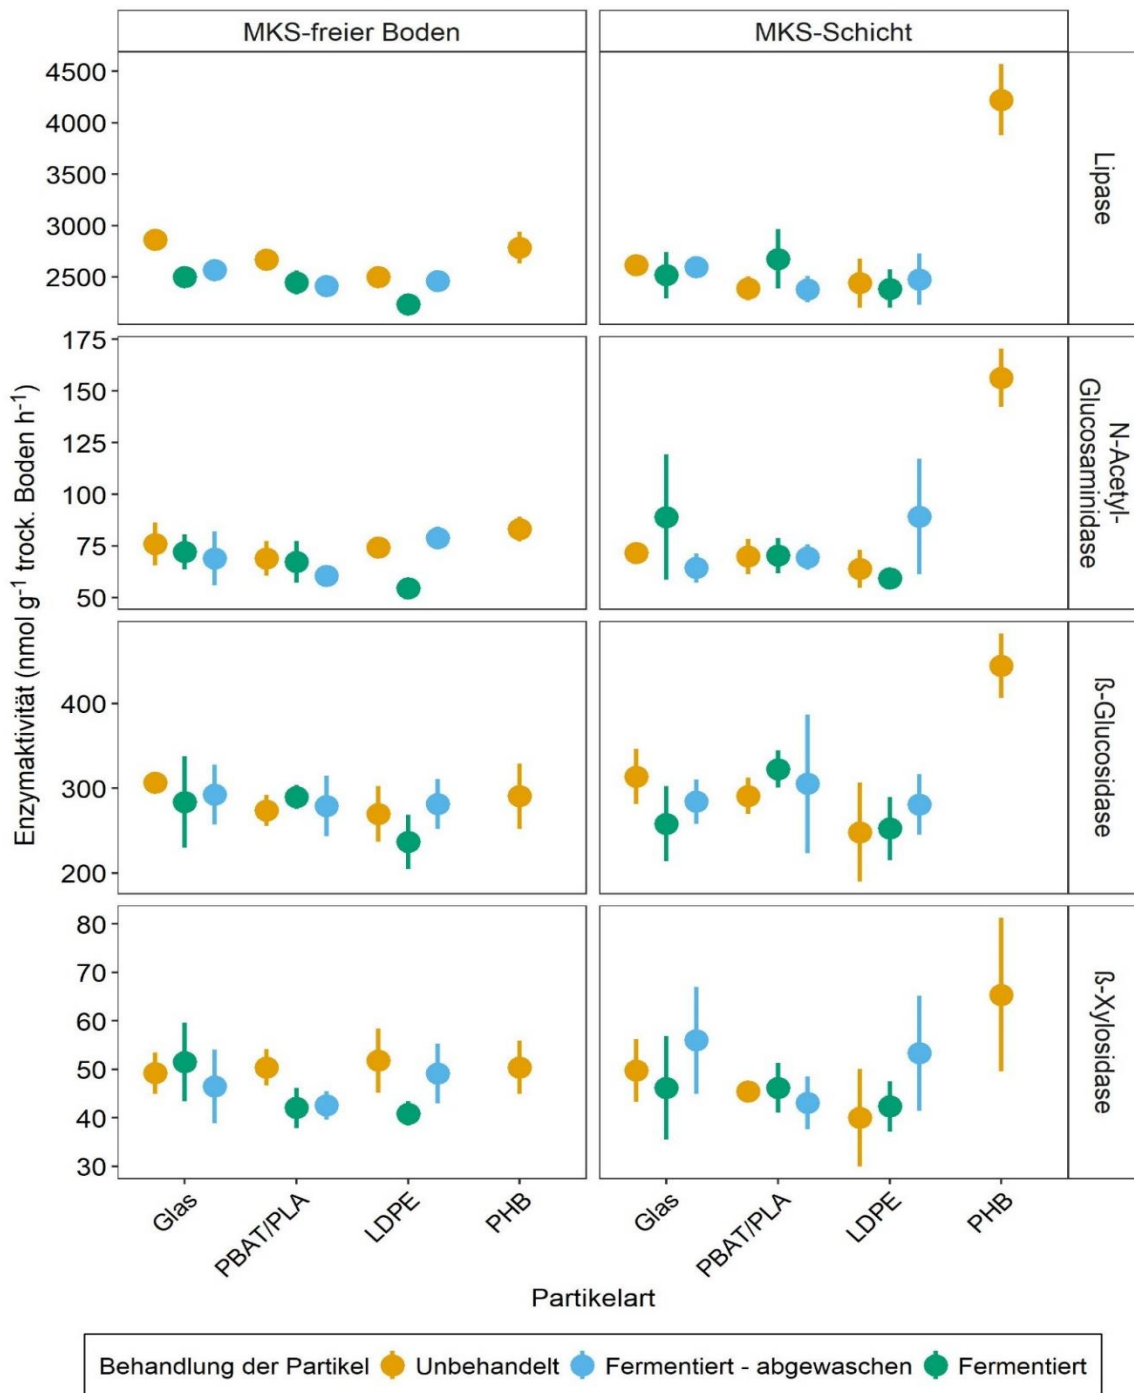 MKS-freier Boden
MKS-Schicht
4500
4000
3500
3000
2500
Lipase
175
150
125
100
75
50
N-Acetyl-
Glucosaminidase
400
300
200
ß-Glucosidase
80
70
60
50
40
30
ß-Xylosidase
Enzymaktivität (nmol g⁻¹ trock. Boden h⁻¹)
Glas
PBAT/PLA
LDPE
PHB
Glas
PBAT/PLA
LDPE
PHB
Partikelart
Behandlung der Partikel Unbehandelt Fermentiert - abgewaschen Fermentiert